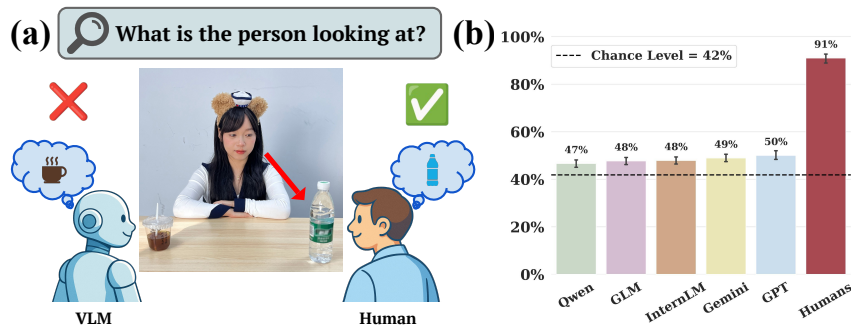 (a)
What is the person looking at?
VLM
Human
(b)
100%
80%
60%
40%
20%
0%
Chance Level = 42%
47%
48%
48%
49%
50%
91%
Qwen
GLM
InternLM
Gemini
GPT
Humans